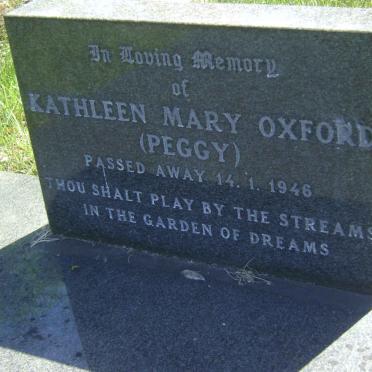 In Loving Memory
of
KATHLEEN MARY OXFORD
(PEGGY)
PASSED AWAY 14.1.1946
THOU SHALT PLAY BY THE STREAMS
IN THE GARDEN OF DREAMS